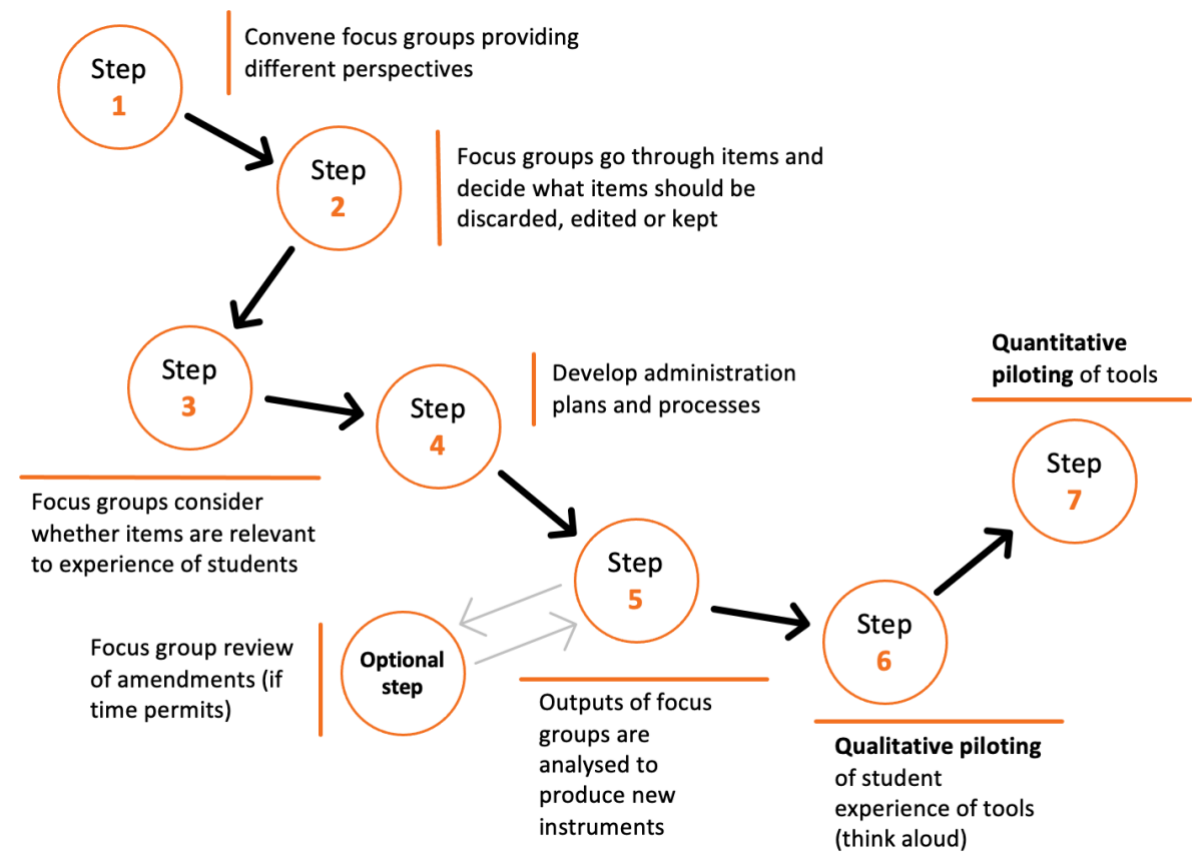 Step
1
Convene focus groups providing
different perspectives
Step
2
Focus groups go through items and
decide what items should be
discarded, edited or kept
Step
3
Focus groups consider
whether items are relevant
to experience of students
Step
4
Develop administration
plans and processes
Step
5
Outputs of focus
groups are
analysed to
produce new
instruments
Optional
step
Focus group review
of amendments (if
time permits)
Step
6
Qualitative piloting
of student
experience of tools
(think aloud)
Quantitative
piloting of tools
Step
7